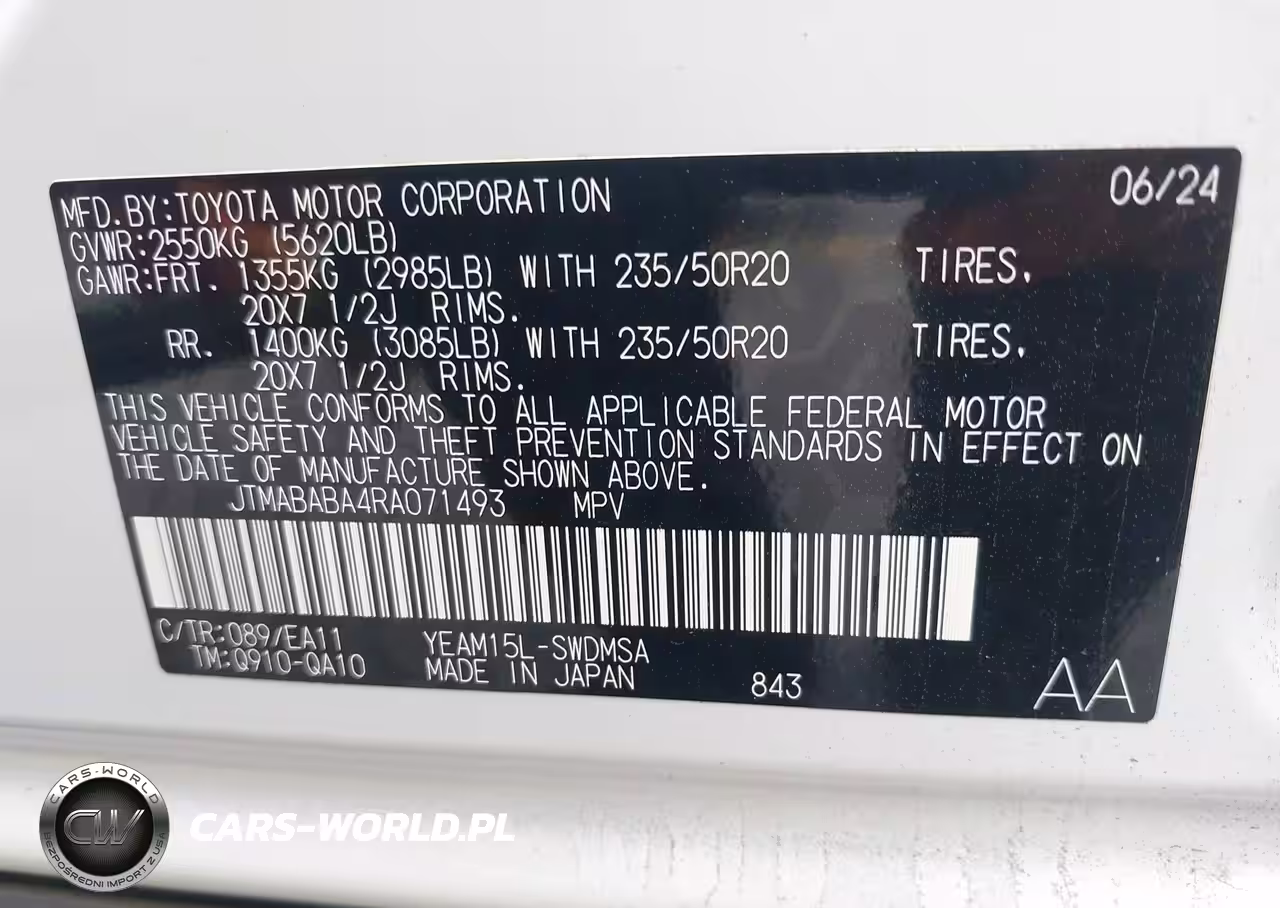 MFD.BY:TOYOTA MOTOR CORPORATION 06/24
GVWR:2550KG (5620LB)
GAWR:FRT. 1355KG (2985LB) WITH 235/50R20 TIRES,
20X7 1/2J RIMS.
RR. 1400KG (3085LB) WITH 235/50R20 TIRES,
20X7 1/2J RIMS.
THIS VEHICLE CONFORMS TO ALL APPLICABLE FEDERAL MOTOR
VEHICLE SAFETY AND THEFT PREVENTION STANDARDS IN EFFECT ON
THE DATE OF MANUFACTURE SHOWN ABOVE.
JTMABABA4RA071493 MPV
C/TR:089/EA11 YEAM15L-SWDMSA
TM:Q910-QA10 MADE IN JAPAN 843 AA
CARS-WORLD
CW
BEZPOŚREDNI IMPORT Z USA
CARS-WORLD.PL